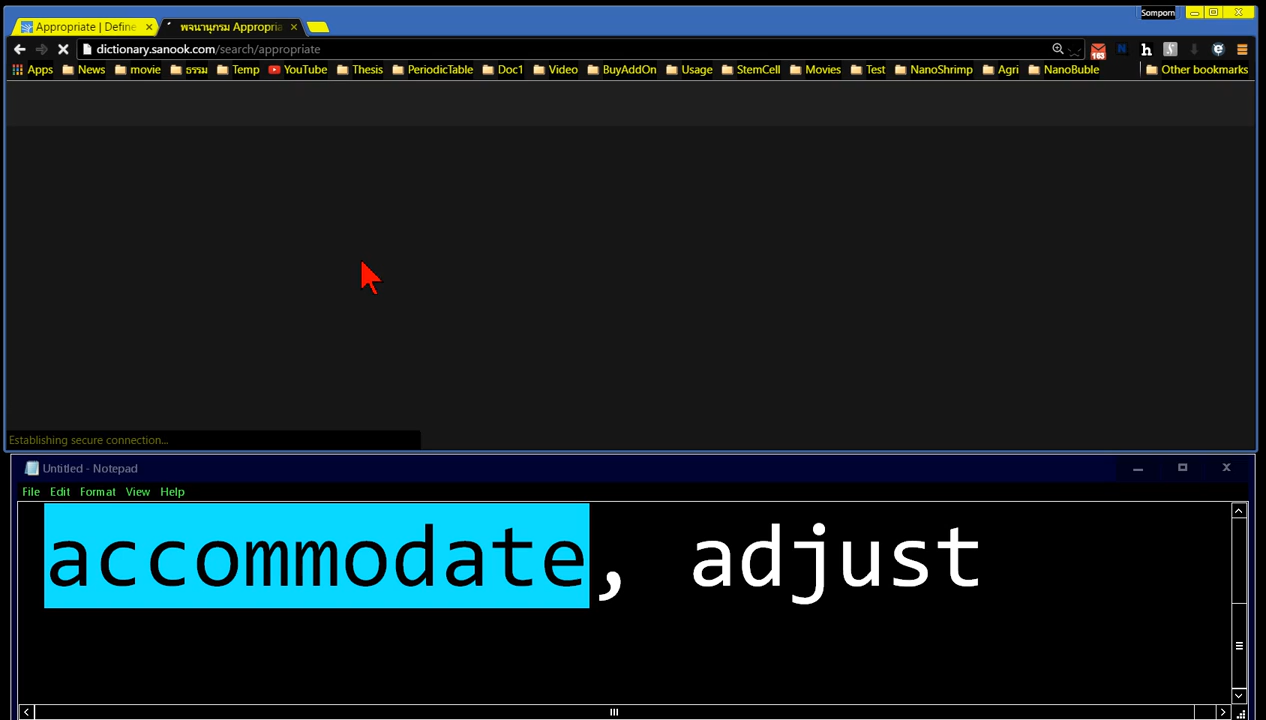 Somporn
Appropriate | Define
พจนานุกรม Appropria
dictionary.sanook.com/search/appropriate
163
Apps News movie ธรรม Temp YouTube Thesis PeriodicTable Doc1 Video BuyAddOn Usage StemCell Movies Test NanoShrimp Agri NanoBuble Other bookmarks
Establishing secure connection...
Untitled - Notepad
File Edit Format View Help
accommodate, adjust